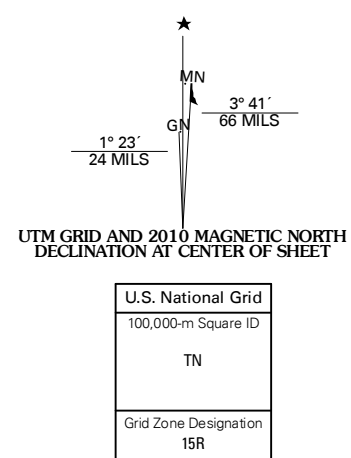 ★
MN
GN
3° 41´
66 MILS
1° 23´
24 MILS
UTM GRID AND 2010 MAGNETIC NORTH
DECLINATION AT CENTER OF SHEET
U.S. National Grid
100,000-m Square ID
TN
Grid Zone Designation
15R